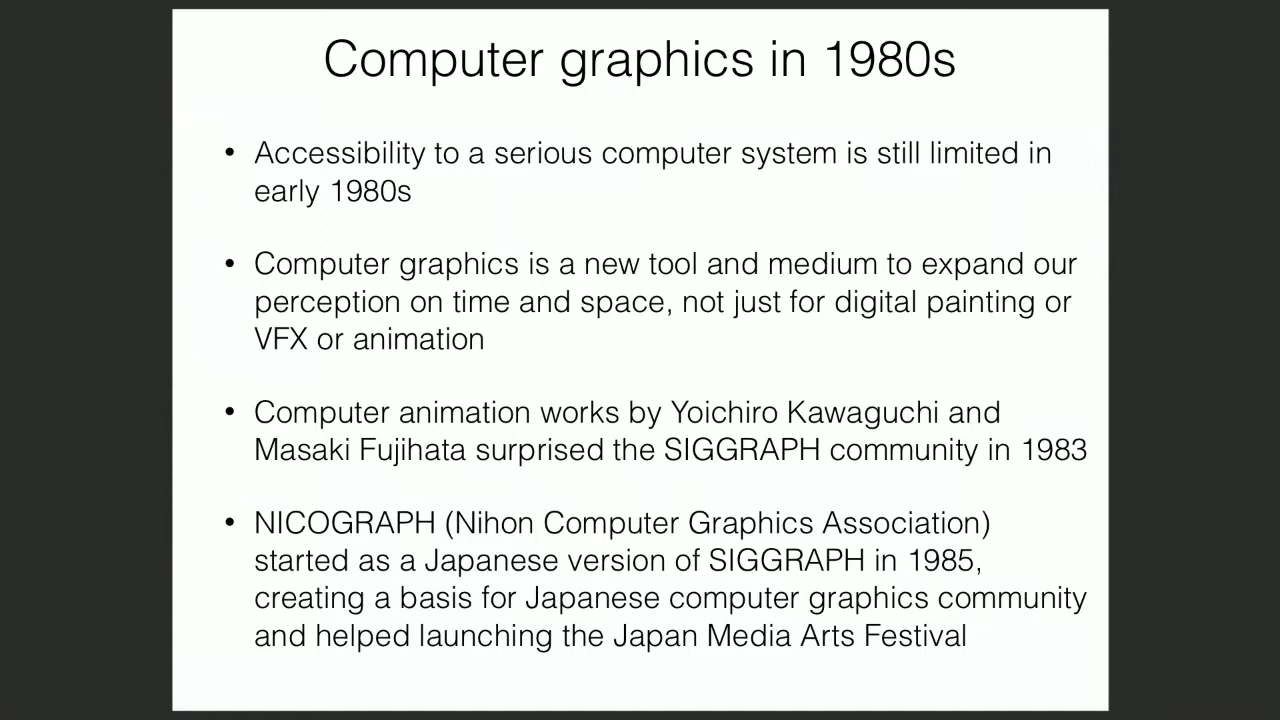 Computer graphics in 1980s
• Accessibility to a serious computer system is still limited in
early 1980s
• Computer graphics is a new tool and medium to expand our
perception on time and space, not just for digital painting or
VFX or animation
• Computer animation works by Yoichiro Kawaguchi and
Masaki Fujihata surprised the SIGGRAPH community in 1983
• NICOGRAPH (Nihon Computer Graphics Association)
started as a Japanese version of SIGGRAPH in 1985,
creating a basis for Japanese computer graphics community
and helped launching the Japan Media Arts Festival